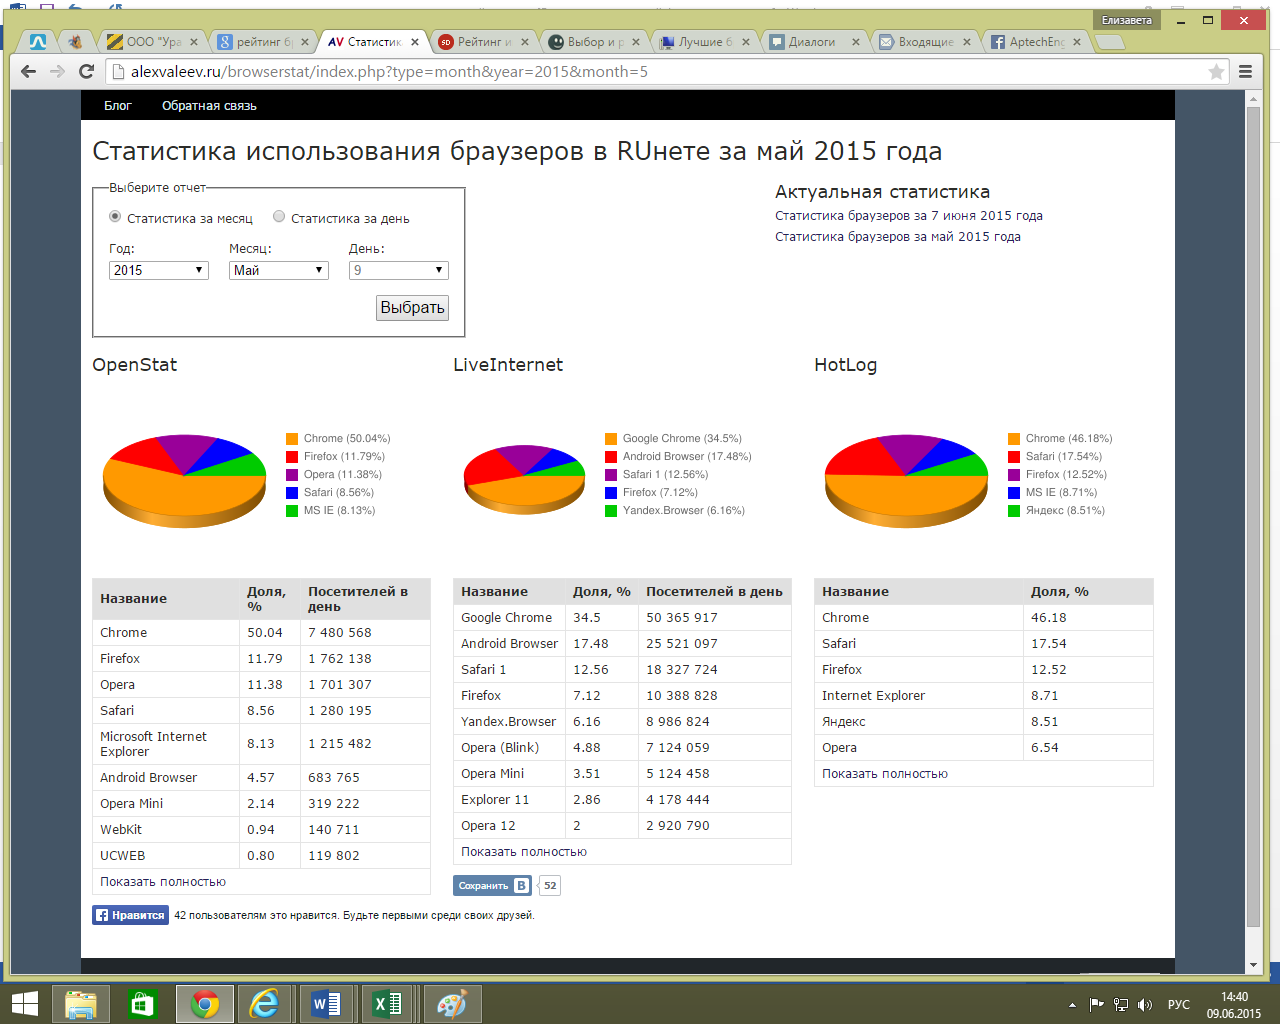 Елизавета
ООО "Ура
рейтинг б
Статистик
Рейтинг и
Выбор и р
Лучшие б
Диалоги
Входящие
AptechEng
alexvaleev.ru/browserstat/index.php?type=month&year=2015&month=5
Блог Обратная связь
Статистика использования браузеров в RUнете за май 2015 года
Выберите отчет
Статистика за месяц Статистика за день
Год: Месяц: День:
2015 Май 9
Выбрать
Актуальная статистика
Статистика браузеров за 7 июня 2015 года
Статистика браузеров за май 2015 года
OpenStat
Chrome (50.04%)
Firefox (11.79%)
Opera (11.38%)
Safari (8.56%)
MS IE (8.13%)
Название Доля, % Посетителей в день
Chrome 50.04 7 480 568
Firefox 11.79 1 762 138
Opera 11.38 1 701 307
Safari 8.56 1 280 195
Microsoft Internet Explorer 8.13 1 215 482
Android Browser 4.57 683 765
Opera Mini 2.14 319 222
WebKit 0.94 140 711
UCWEB 0.80 119 802
Показать полностью
LiveInternet
Google Chrome (34.5%)
Android Browser (17.48%)
Safari 1 (12.56%)
Firefox (7.12%)
Yandex.Browser (6.16%)
Название Доля, % Посетителей в день
Google Chrome 34.5 50 365 917
Android Browser 17.48 25 521 097
Safari 1 12.56 18 327 724
Firefox 7.12 10 388 828
Yandex.Browser 6.16 8 986 824
Opera (Blink) 4.88 7 124 059
Opera Mini 3.51 5 124 458
Explorer 11 2.86 4 178 444
Opera 12 2 2 920 790
Показать полностью
Сохранить B 52
HotLog
Chrome (46.18%)
Safari (17.54%)
Firefox (12.52%)
MS IE (8.71%)
Яндекс (8.51%)
Название Доля, %
Chrome 46.18
Safari 17.54
Firefox 12.52
Internet Explorer 8.71
Яндекс 8.51
Opera 6.54
Показать полностью
Нравится 42 пользователям это нравится. Будьте первыми среди своих друзей.
РУС
14:40
09.06.2015